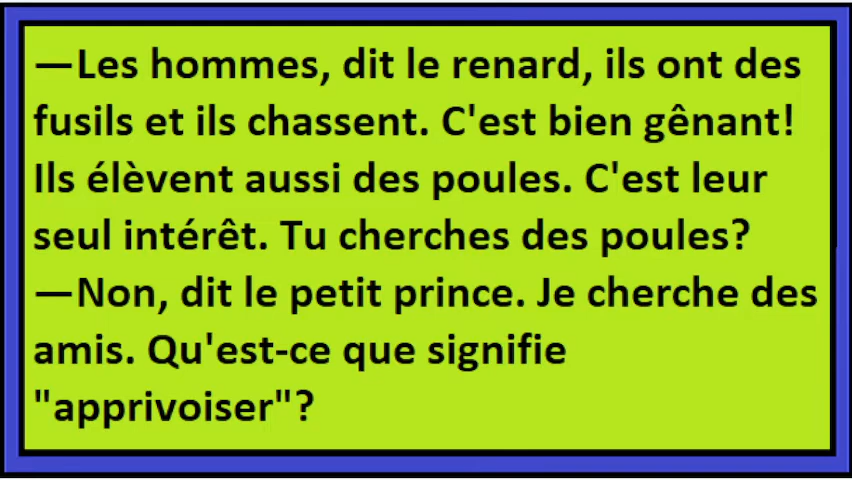 —Les hommes, dit le renard, ils ont des
fusils et ils chassent. C'est bien gênant!
Ils élèvent aussi des poules. C'est leur
seul intérêt. Tu cherches des poules?
—Non, dit le petit prince. Je cherche des
amis. Qu'est-ce que signifie
"apprivoiser"?